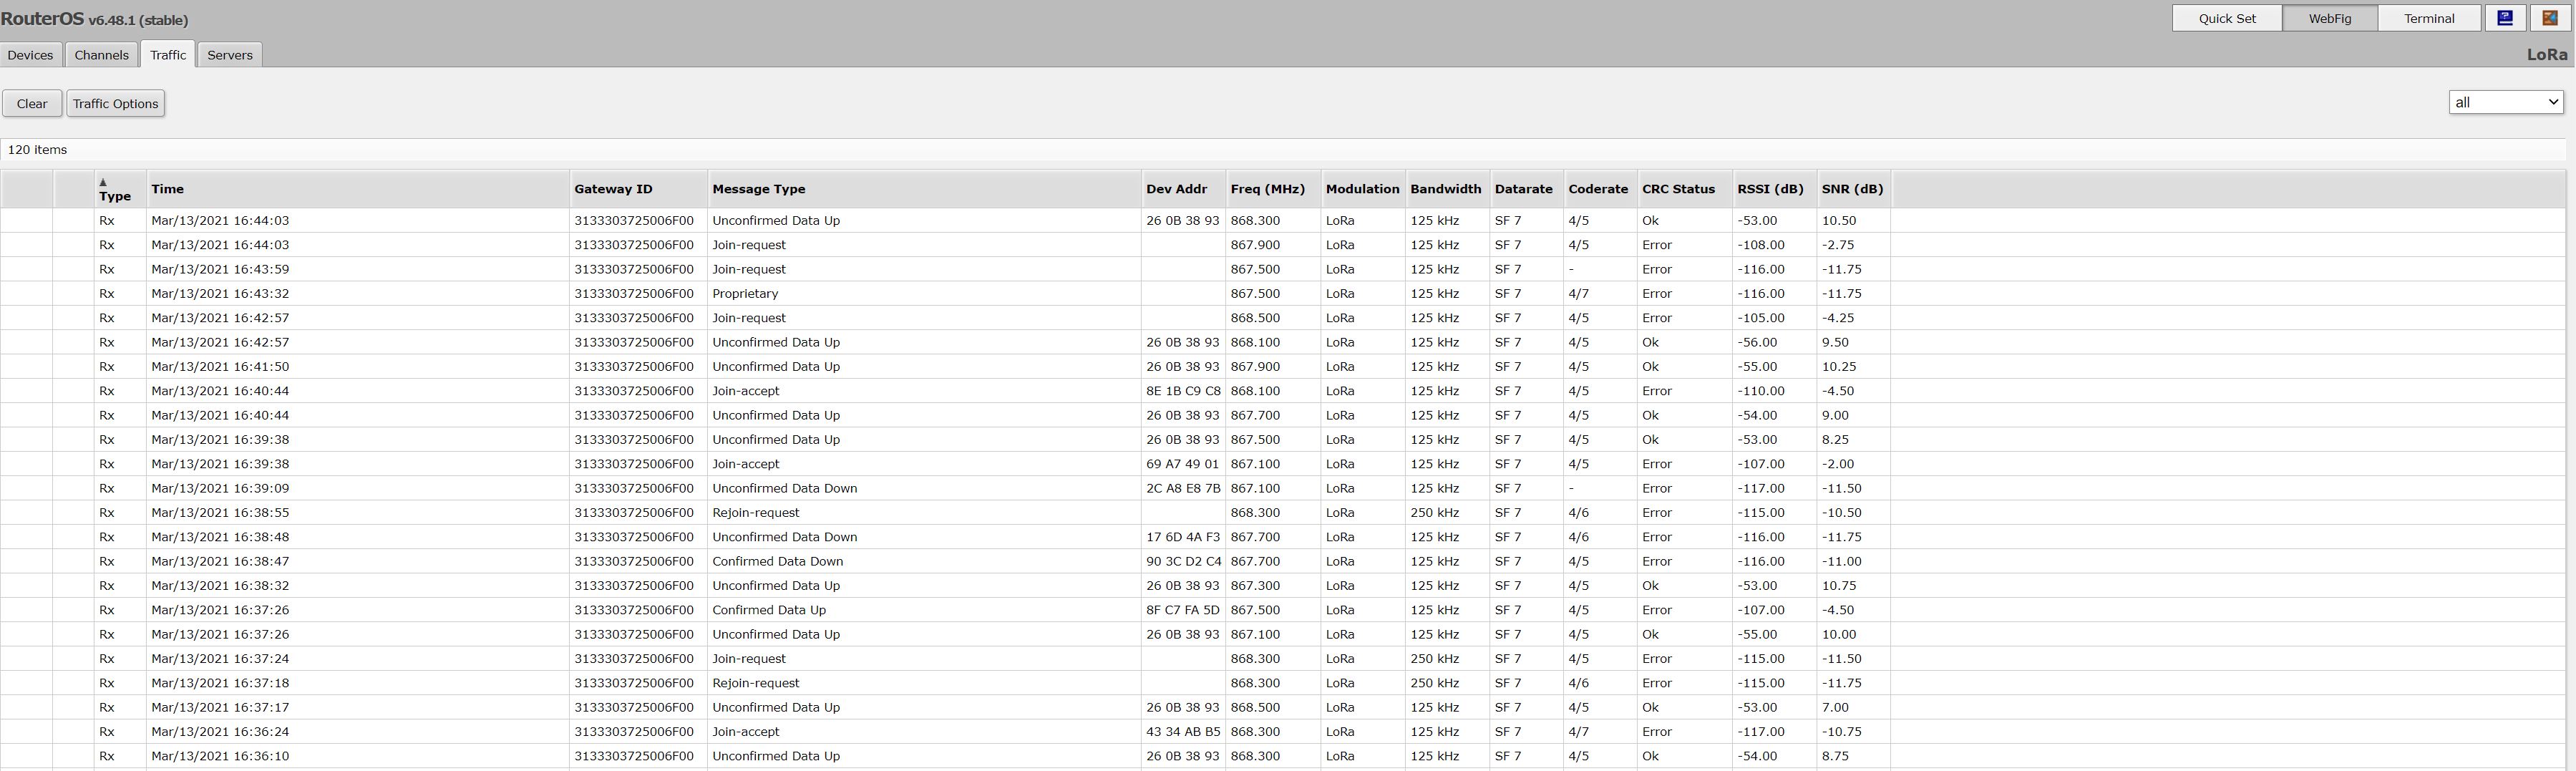 RouterOS v6.48.1 (stable)
Quick Set WebFig Terminal
Devices Channels Traffic Servers
LoRa
Clear Traffic Options
all
120 items
Type Time Gateway ID Message Type Dev Addr Freq (MHz) Modulation Bandwidth Datarate Coderate CRC Status RSSI (dB) SNR (dB)
Rx Mar/13/2021 16:44:03 3133303725006F00 Unconfirmed Data Up 26 0B 38 93 868.300 LoRa 125 kHz SF 7 4/5 Ok -53.00 10.50
Rx Mar/13/2021 16:44:03 3133303725006F00 Join-request 867.900 LoRa 125 kHz SF 7 4/5 Error -108.00 -2.75
Rx Mar/13/2021 16:43:59 3133303725006F00 Join-request 867.500 LoRa 125 kHz SF 7 - Error -116.00 -11.75
Rx Mar/13/2021 16:43:32 3133303725006F00 Proprietary 867.500 LoRa 125 kHz SF 7 4/7 Error -116.00 -11.75
Rx Mar/13/2021 16:42:57 3133303725006F00 Join-request 868.500 LoRa 125 kHz SF 7 4/5 Error -105.00 -4.25
Rx Mar/13/2021 16:42:57 3133303725006F00 Unconfirmed Data Up 26 0B 38 93 868.100 LoRa 125 kHz SF 7 4/5 Ok -56.00 9.50
Rx Mar/13/2021 16:41:50 3133303725006F00 Unconfirmed Data Up 26 0B 38 93 867.900 LoRa 125 kHz SF 7 4/5 Ok -55.00 10.25
Rx Mar/13/2021 16:40:44 3133303725006F00 Join-accept 8E 1B C9 C8 868.100 LoRa 125 kHz SF 7 4/5 Error -110.00 -4.50
Rx Mar/13/2021 16:40:44 3133303725006F00 Unconfirmed Data Up 26 0B 38 93 867.700 LoRa 125 kHz SF 7 4/5 Ok -54.00 9.00
Rx Mar/13/2021 16:39:38 3133303725006F00 Unconfirmed Data Up 26 0B 38 93 867.500 LoRa 125 kHz SF 7 4/5 Ok -53.00 8.25
Rx Mar/13/2021 16:39:38 3133303725006F00 Join-accept 69 A7 49 01 867.100 LoRa 125 kHz SF 7 4/5 Error -107.00 -2.00
Rx Mar/13/2021 16:39:09 3133303725006F00 Unconfirmed Data Down 2C A8 E8 7B 867.100 LoRa 125 kHz SF 7 - Error -117.00 -11.50
Rx Mar/13/2021 16:38:55 3133303725006F00 Rejoin-request 868.300 LoRa 250 kHz SF 7 4/6 Error -115.00 -10.50
Rx Mar/13/2021 16:38:48 3133303725006F00 Unconfirmed Data Down 17 6D 4A F3 867.700 LoRa 125 kHz SF 7 4/6 Error -116.00 -11.75
Rx Mar/13/2021 16:38:47 3133303725006F00 Confirmed Data Down 90 3C D2 C4 867.700 LoRa 125 kHz SF 7 4/5 Error -116.00 -11.00
Rx Mar/13/2021 16:38:32 3133303725006F00 Unconfirmed Data Up 26 0B 38 93 867.300 LoRa 125 kHz SF 7 4/5 Ok -53.00 10.75
Rx Mar/13/2021 16:37:26 3133303725006F00 Confirmed Data Up 8F C7 FA 5D 867.500 LoRa 125 kHz SF 7 4/5 Error -107.00 -4.50
Rx Mar/13/2021 16:37:26 3133303725006F00 Unconfirmed Data Up 26 0B 38 93 867.100 LoRa 125 kHz SF 7 4/5 Ok -55.00 10.00
Rx Mar/13/2021 16:37:24 3133303725006F00 Join-request 868.300 LoRa 250 kHz SF 7 4/5 Error -115.00 -11.50
Rx Mar/13/2021 16:37:18 3133303725006F00 Rejoin-request 868.300 LoRa 250 kHz SF 7 4/6 Error -115.00 -11.75
Rx Mar/13/2021 16:37:17 3133303725006F00 Unconfirmed Data Up 26 0B 38 93 868.500 LoRa 125 kHz SF 7 4/5 Ok -53.00 7.00
Rx Mar/13/2021 16:36:24 3133303725006F00 Join-accept 43 34 AB B5 868.300 LoRa 125 kHz SF 7 4/7 Error -117.00 -10.75
Rx Mar/13/2021 16:36:10 3133303725006F00 Unconfirmed Data Up 26 0B 38 93 868.300 LoRa 125 kHz SF 7 4/5 Ok -54.00 8.75